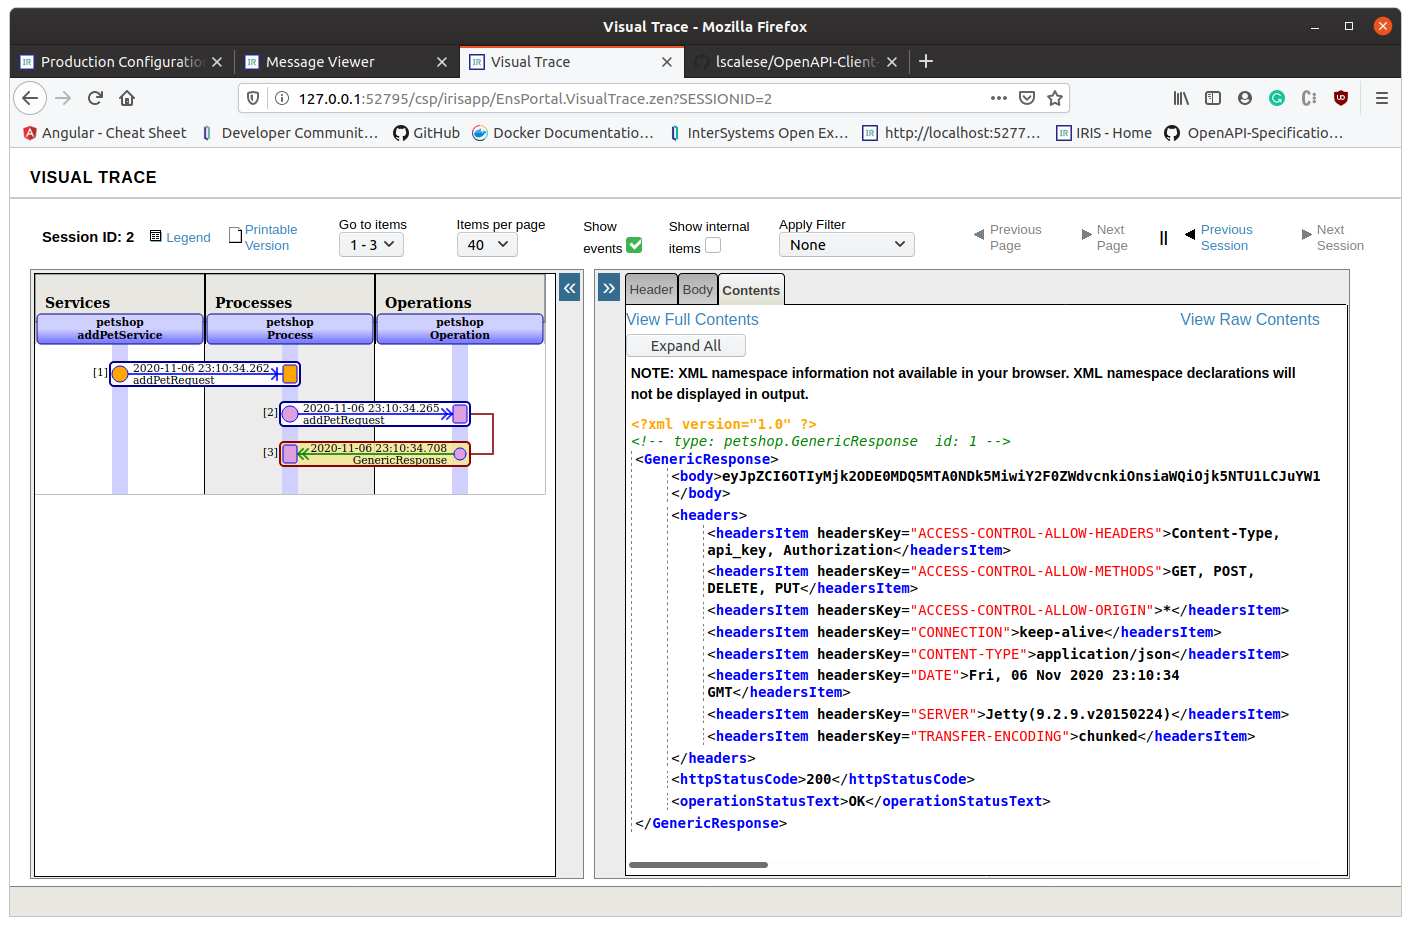 Visual Trace - Mozilla Firefox
Production Configuratio
Message Viewer
Visual Trace
lscalese/OpenAPI-Client-
127.0.0.1:52795/csp/irisapp/EnsPortal.VisualTrace.zen?SESSIONID=2
Angular - Cheat Sheet
Developer Communit…
GitHub
Docker Documentatio…
InterSystems Open Ex…
http://localhost:5277…
IRIS - Home
OpenAPI-Specificatio…
VISUAL TRACE
Session ID: 2
Legend
Printable
Version
Go to items
1 - 3
Items per page
40
Show
events
Show internal
items
Apply Filter
None
Previous
Page
Next
Page
||
Previous
Session
Next
Session
Services
Processes
Operations
petshop
addPetService
petshop
Process
petshop
Operation
[1]
2020-11-06 23:10:34.262
addPetRequest
[2]
2020-11-06 23:10:34.265
addPetRequest
[3]
2020-11-06 23:10:34.708
GenericResponse
«
»
Header
Body
Contents
View Full Contents
View Raw Contents
Expand All
NOTE: XML namespace information not available in your browser. XML namespace declarations will
not be displayed in output.
<?xml version="1.0" ?>
<!-- type: petshop.GenericResponse  id: 1 -->
<GenericResponse>
<body>eyJpZCI6OTIyMjk2ODE0MDQ5MTA0NDk5MiwiY2F0ZWdvcnkiOnsiaWQiOjk5NTU1LCJuYW1
</body>
<headers>
<headersItem headersKey="ACCESS-CONTROL-ALLOW-HEADERS">Content-Type,
api_key, Authorization</headersItem>
<headersItem headersKey="ACCESS-CONTROL-ALLOW-METHODS">GET, POST,
DELETE, PUT</headersItem>
<headersItem headersKey="ACCESS-CONTROL-ALLOW-ORIGIN">*</headersItem>
<headersItem headersKey="CONNECTION">keep-alive</headersItem>
<headersItem headersKey="CONTENT-TYPE">application/json</headersItem>
<headersItem headersKey="DATE">Fri, 06 Nov 2020 23:10:34
GMT</headersItem>
<headersItem headersKey="SERVER">Jetty(9.2.9.v20150224)</headersItem>
<headersItem headersKey="TRANSFER-ENCODING">chunked</headersItem>
</headers>
<httpStatusCode>200</httpStatusCode>
<operationStatusText>OK</operationStatusText>
</GenericResponse>